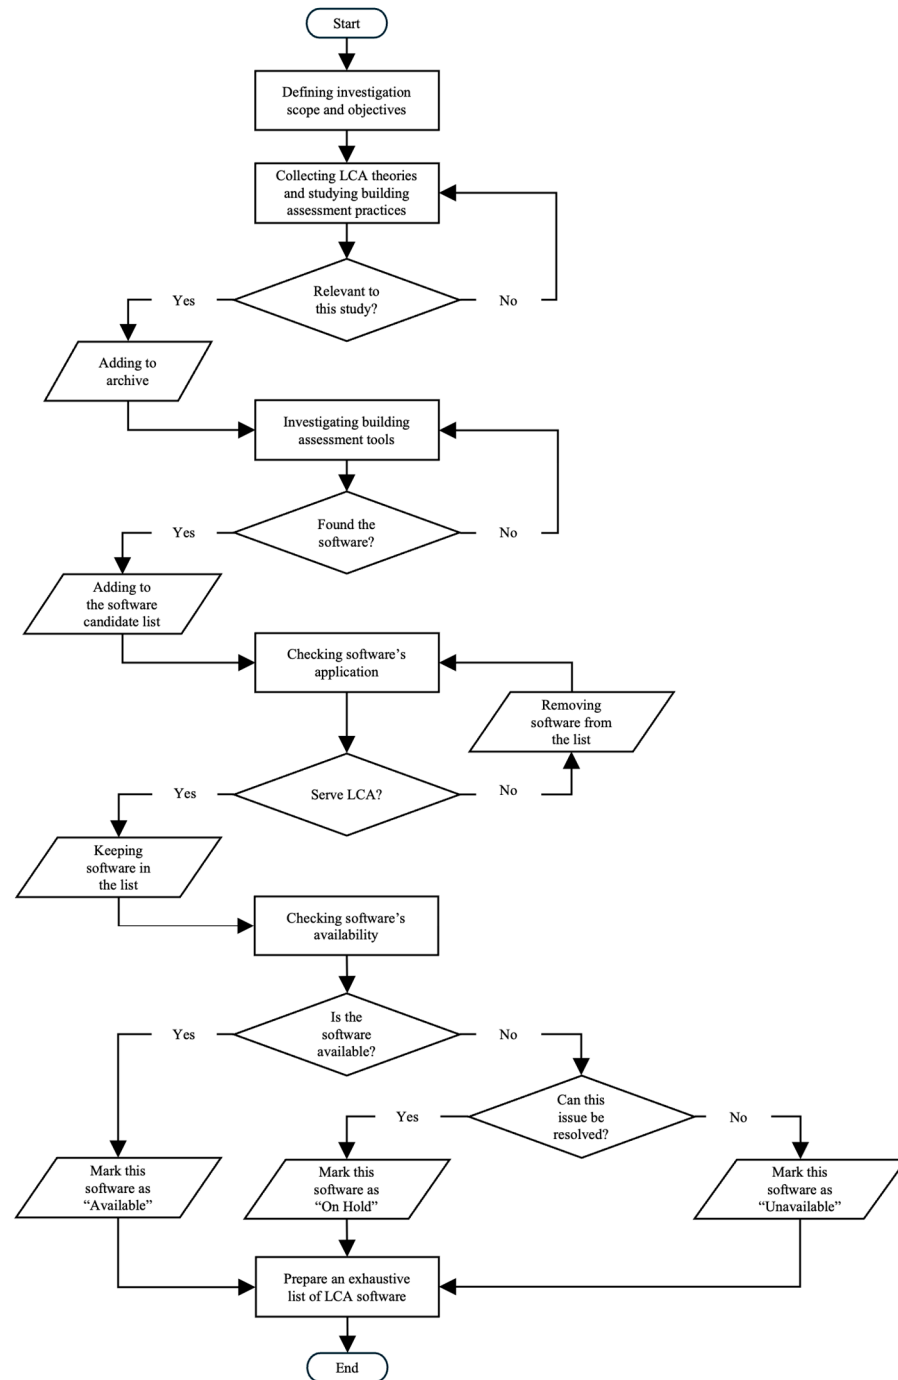 Start
Defining investigation
scope and objectives
Collecting LCA theories
and studying building
assessment practices
Relevant to
this study?
Yes
No
Adding to
archive
Investigating building
assessment tools
Found the
software?
Yes
No
Adding to
the software
candidate list
Checking software’s
application
Removing
software from
the list
Serve LCA?
Yes
No
Keeping
software in
the list
Checking software’s
availability
Is the
software
available?
Yes
No
Can this
issue be
resolved?
Yes
No
Mark this
software as
“Available”
Mark this
software as
“On Hold”
Mark this
software as
“Unavailable”
Prepare an exhaustive
list of LCA software
End